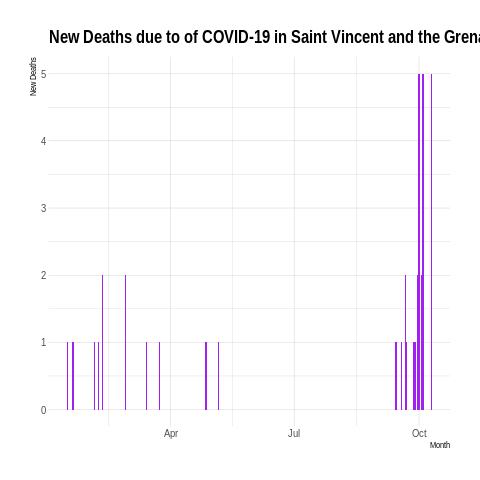 New Deaths due to of COVID-19 in Saint Vincent and the Grena
New Deaths
5
4
3
2
1
0
Apr Jul Oct
Month